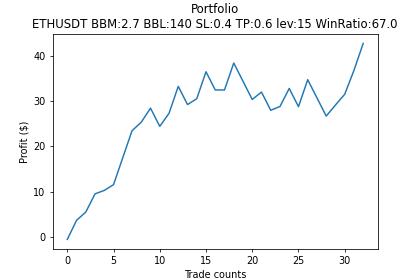 Portfolio
ETHUSDT BBM:2.7 BBL:140 SL:0.4 TP:0.6 lev:15 WinRatio:67.0
Profit ($)
40
30
20
10
0
0 5 10 15 20 25 30
Trade counts